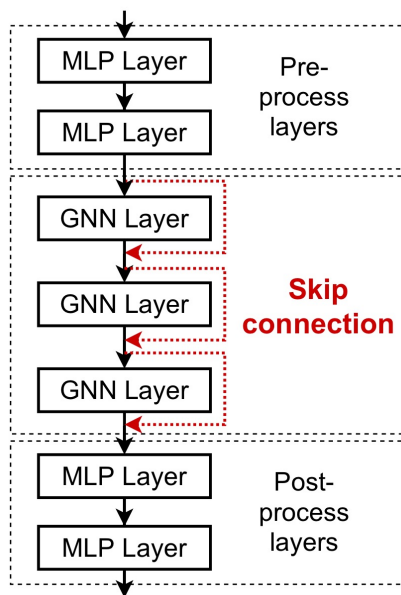 MLP Layer
MLP Layer
Pre-
process
layers
GNN Layer
GNN Layer
GNN Layer
Skip
connection
MLP Layer
MLP Layer
Post-
process
layers